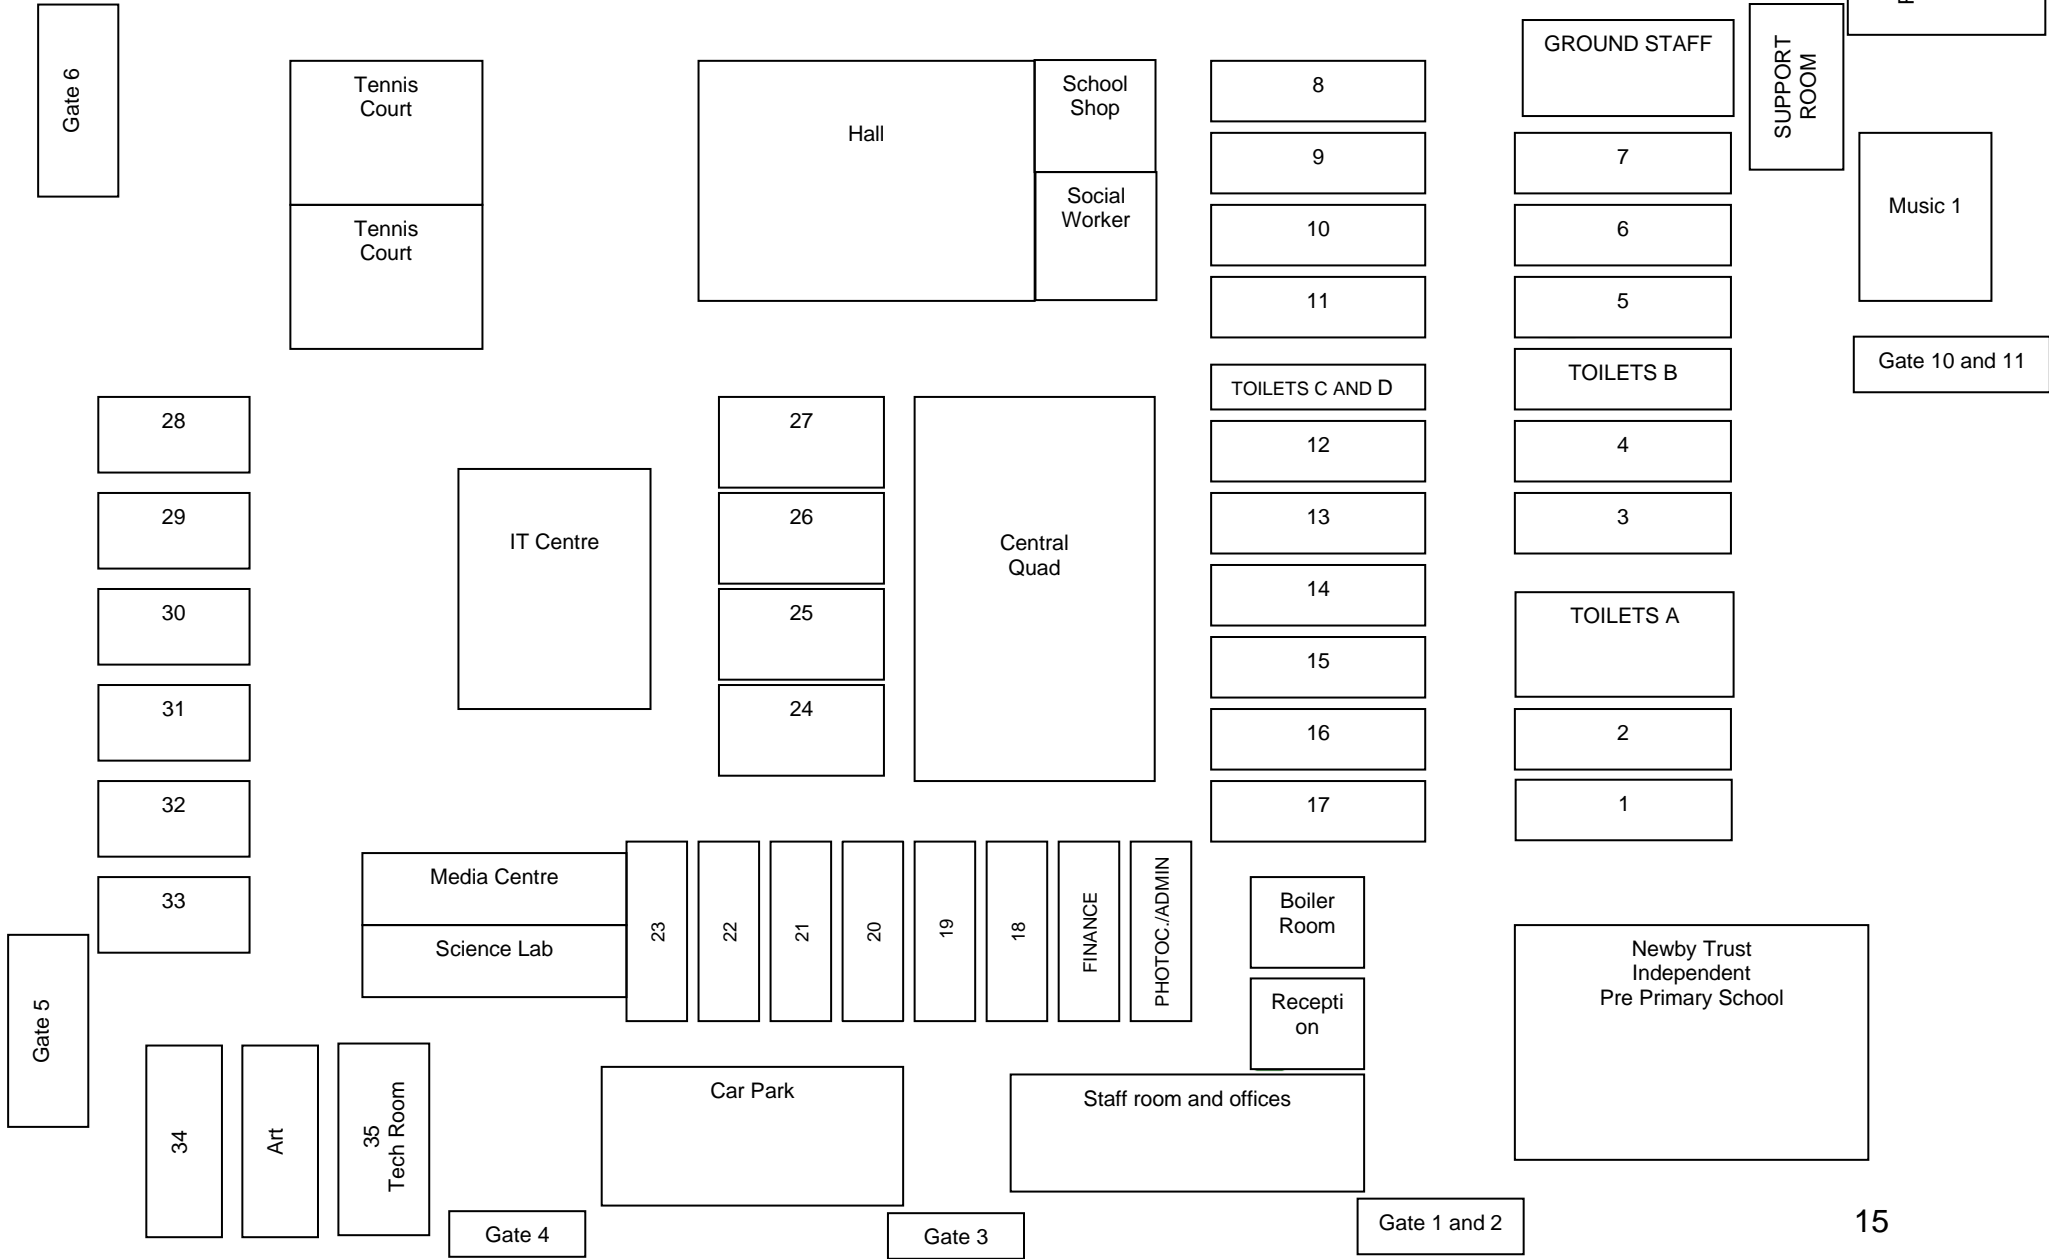 Gate 6
Tennis
Court
Tennis
Court
Hall
School
Shop
Social
Worker
8
9
10
11
TOILETS C AND D
12
13
14
15
16
17
GROUND STAFF
7
6
5
TOILETS B
4
3
TOILETS A
2
1
SUPPORT
ROOM
Music 1
Gate 10 and 11
28
29
30
31
32
33
IT Centre
27
26
25
24
Central
Quad
Media Centre
Science Lab
23
22
21
20
19
18
FINANCE
PHOTOC./ADMIN
Boiler
Room
Recepti
on
Newby Trust
Independent
Pre Primary School
Gate 5
34
Art
35
Tech Room
Car Park
Staff room and offices
Gate 4
Gate 3
Gate 1 and 2
15